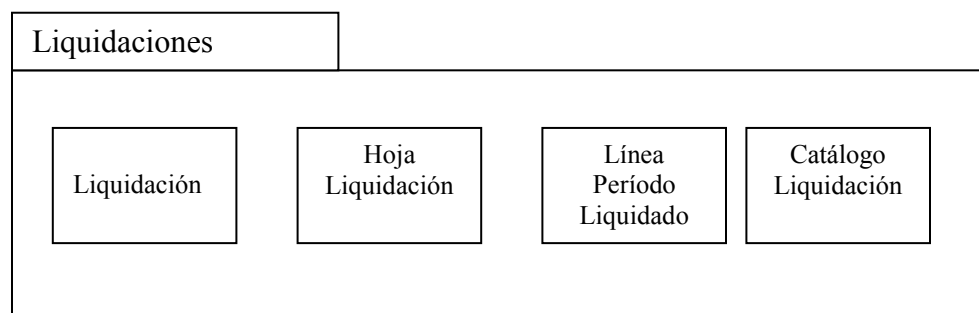 Liquidaciones
Liquidación
Hoja
Liquidación
Línea
Período
Liquidado
Catálogo
Liquidación